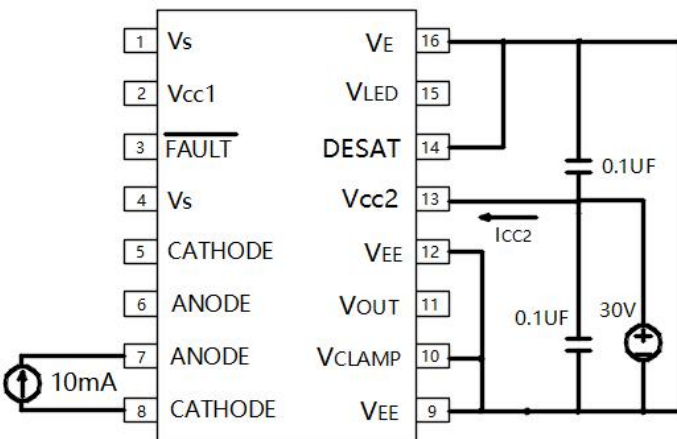 1 Vs VE 16
2 Vcc1 VLED 15
3 FAULT DESAT 14
0.1UF
4 Vs Vcc2 13
ICC2
5 CATHODE VEE 12
6 ANODE VOUT 11
0.1UF 30V
7 ANODE VCLAMP 10
10mA
8 CATHODE VEE 9